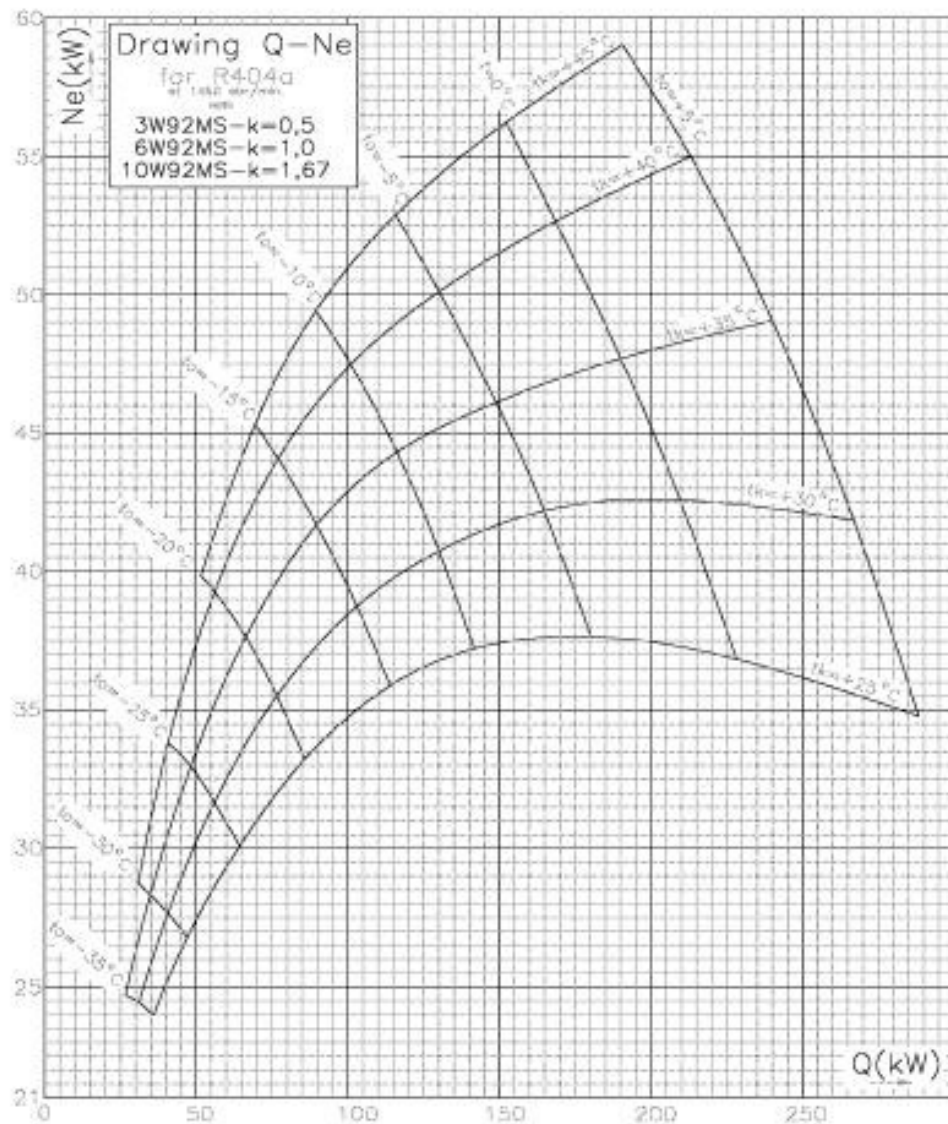 60
Ne(kW)
Drawing Q-Ne
for R404a
3W92MS-k=0,5
6W92MS-k=1,0
10W92MS-k=1,67
tk=+45°C
t=0°C
to=+5°C
55
to=-5°C
tk=+40°C
to=-10°C
50
tk=+35°C
to=-15°C
45
tk=+30°C
to=-20°C
40
tk=+25°C
to=-25°C
35
to=-30°C
30
to=-35°C
25
Q(kW)
21
0
50
100
150
200
250